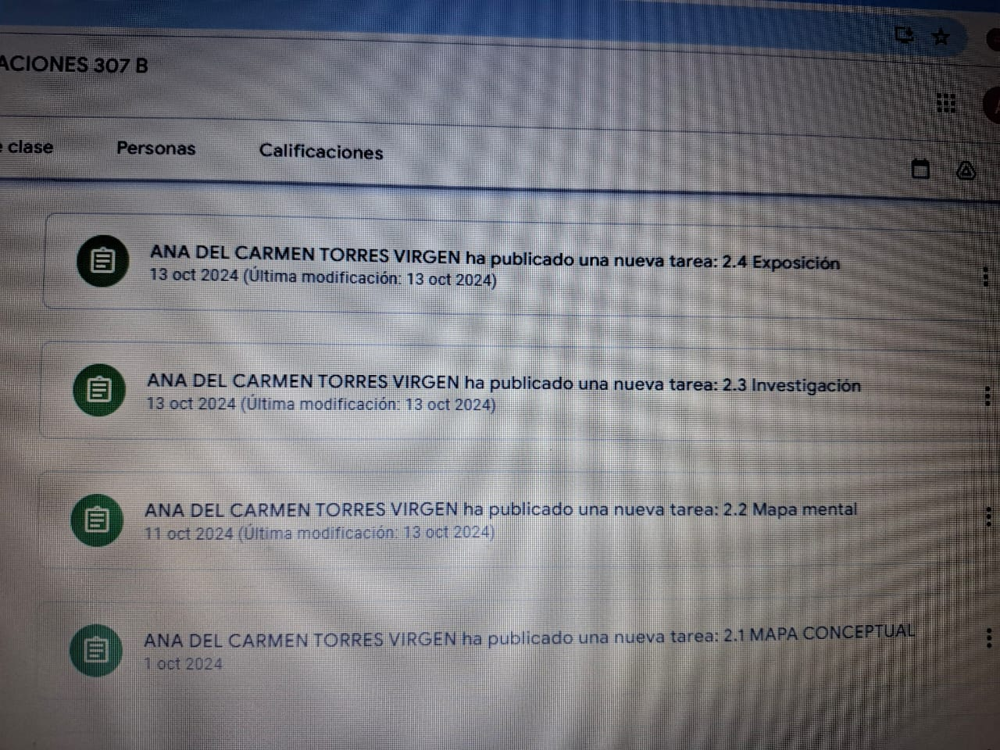 ACIONES 307 B
clase
Personas
Calificaciones
ANA DEL CARMEN TORRES VIRGEN ha publicado una nueva tarea: 2.4 Exposición
13 oct 2024 (Última modificación: 13 oct 2024)
ANA DEL CARMEN TORRES VIRGEN ha publicado una nueva tarea: 2.3 Investigación
13 oct 2024 (Última modificación: 13 oct 2024)
ANA DEL CARMEN TORRES VIRGEN ha publicado una nueva tarea: 2.2 Mapa mental
11 oct 2024 (Última modificación: 13 oct 2024)
ANA DEL CARMEN TORRES VIRGEN ha publicado una nueva tarea: 2.1 MAPA CONCEPTUAL
1 oct 2024